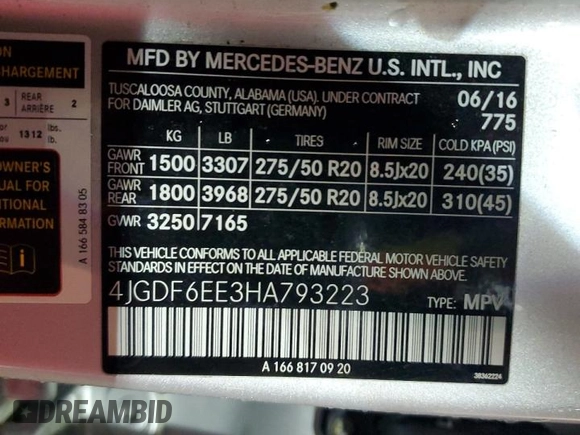 ON
CHARGEMENT
3 REAR ARRIÈRE 2
1312 lbs. lb.
OWNER'S
UAL FOR
ITIONAL
RMATION
A 166 584 83 05
MFD BY MERCEDES-BENZ U.S. INTL., INC
TUSCALOOSA COUNTY, ALABAMA (USA). UNDER CONTRACT
FOR DAIMLER AG, STUTTGART (GERMANY)
06/16
775
KG LB TIRES RIM SIZE COLD KPA (PSI)
GAWR FRONT 1500 3307 275/50 R20 8.5Jx20 240(35)
GAWR REAR 1800 3968 275/50 R20 8.5Jx20 310(45)
GVWR 3250 7165
THIS VEHICLE CONFORMS TO ALL APPLICABLE FEDERAL MOTOR VEHICLE SAFETY
STANDARDS IN EFFECT ON THE DATE OF MANUFACTURE SHOWN ABOVE.
4JGDF6EE3HA793223 TYPE: MPV
A 166 817 09 20
38342224
DREAMBID